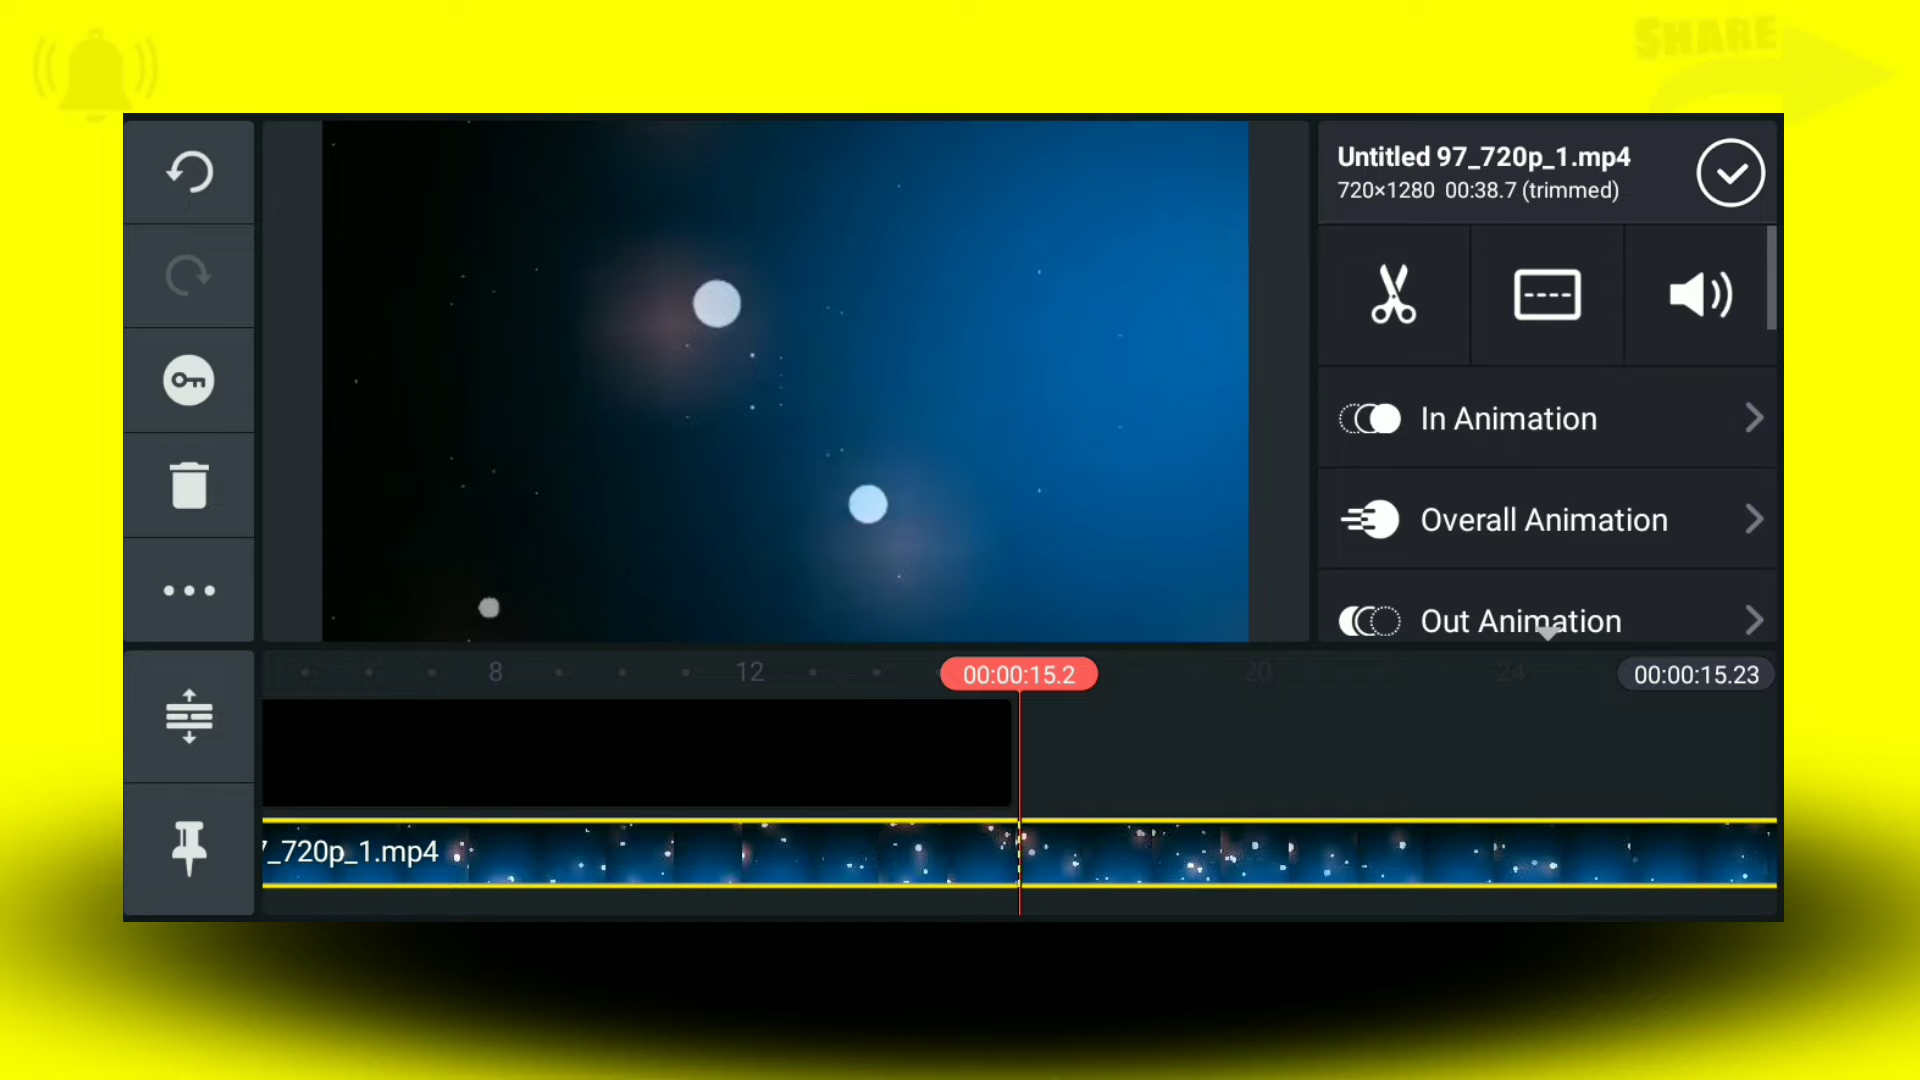 SHARE
Untitled 97_720p_1.mp4
720×1280 00:38.7 (trimmed)
In Animation
Overall Animation
Out Animation
8
12
00:00:15.2
20
24
00:00:15.23
7_720p_1.mp4